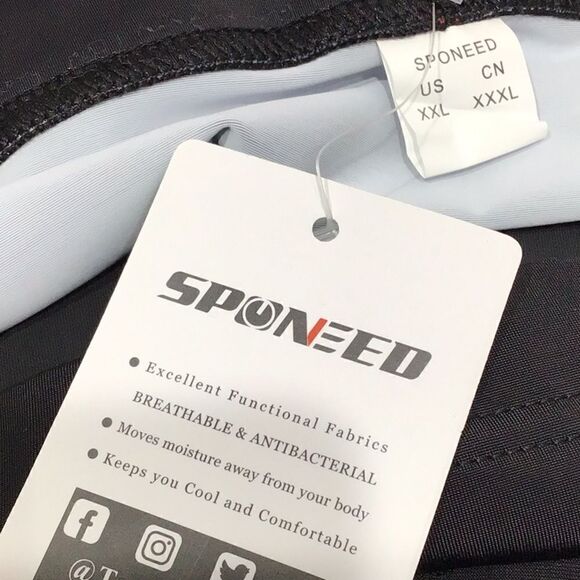 SPONEED
US CN
XXL XXXL
SPONEED
● Excellent Functional Fabrics
BREATHABLE & ANTIBACTERIAL
● Moves moisture away from your body
● Keeps you Cool and Comfortable